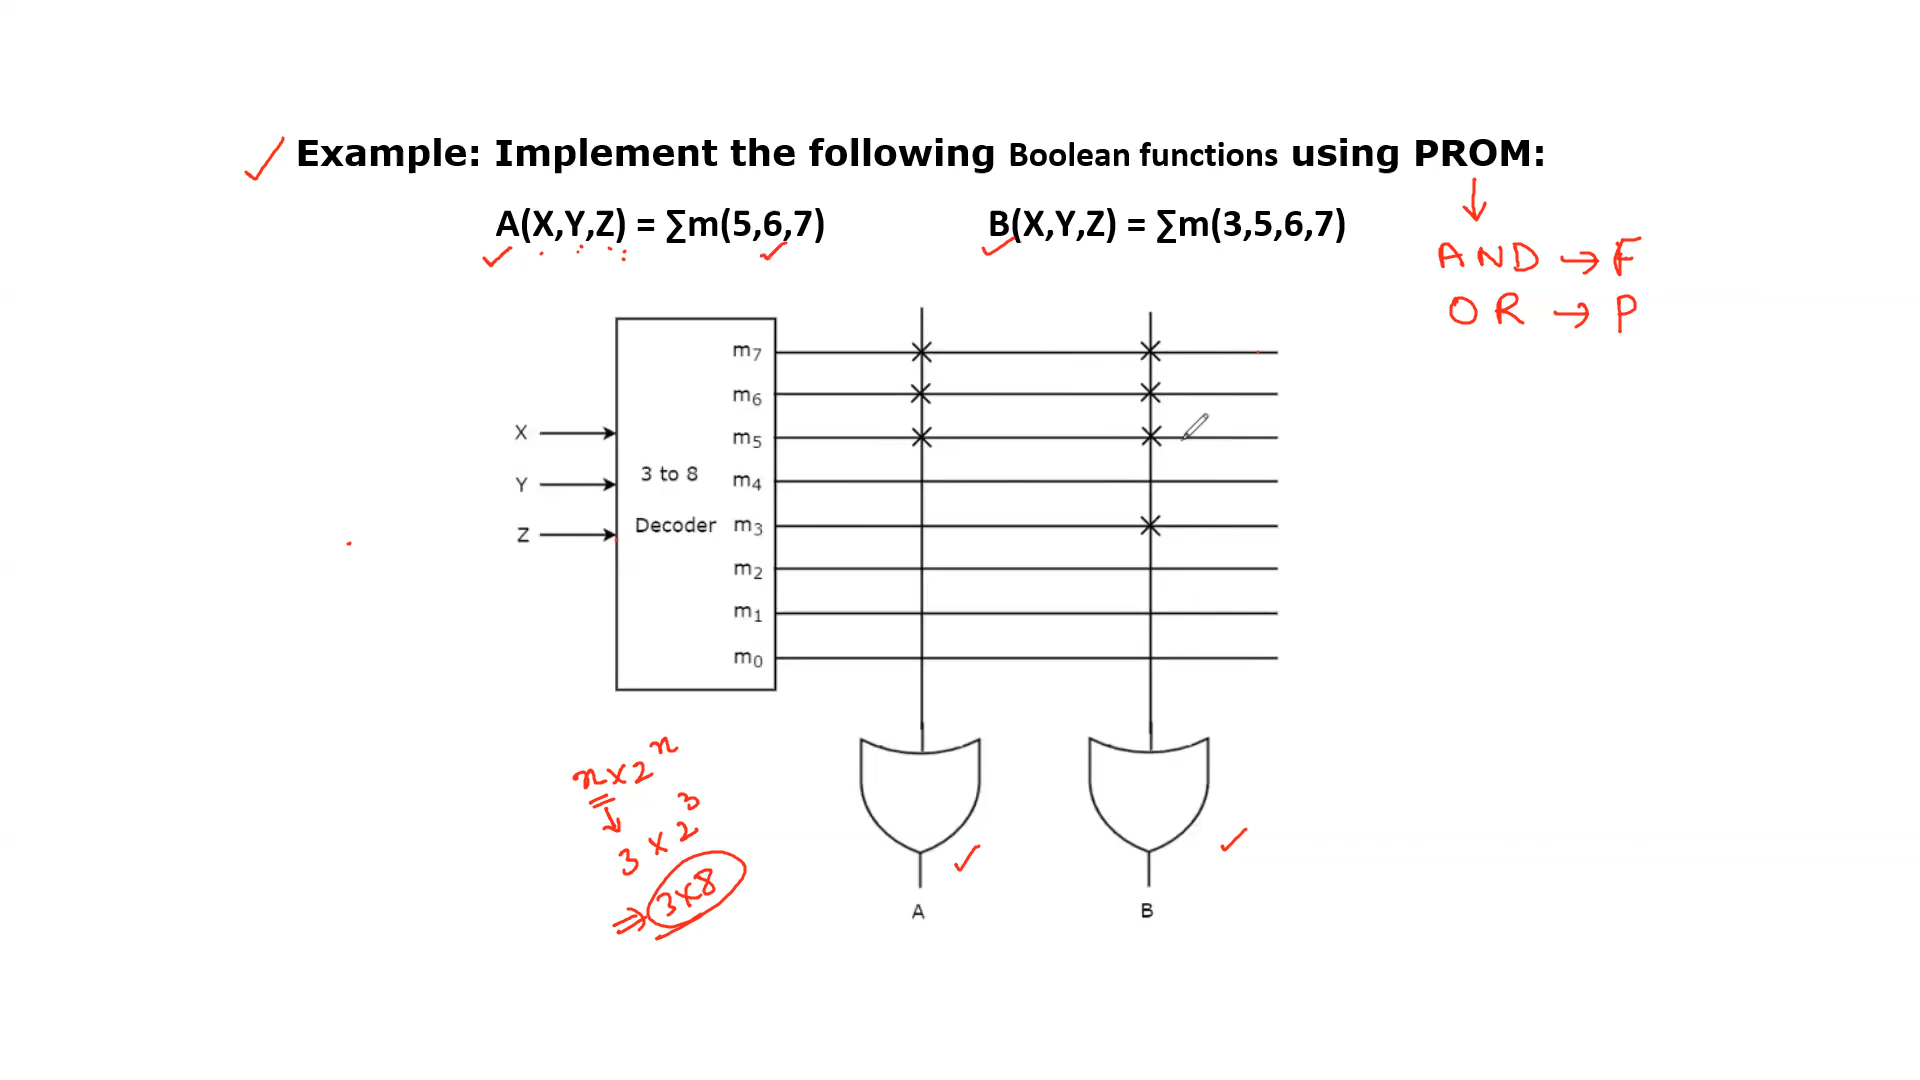 Example: Implement the following Boolean functions using PROM:
A(X,Y,Z) = ∑m(5,6,7) B(X,Y,Z) = ∑m(3,5,6,7)
AND → F
OR → P
m7
m6
X
m5
3 to 8
Y
m4
Decoder
m3
Z
m2
m1
m0
n×2^n
3×2^3
⇒ 3×8
A
B